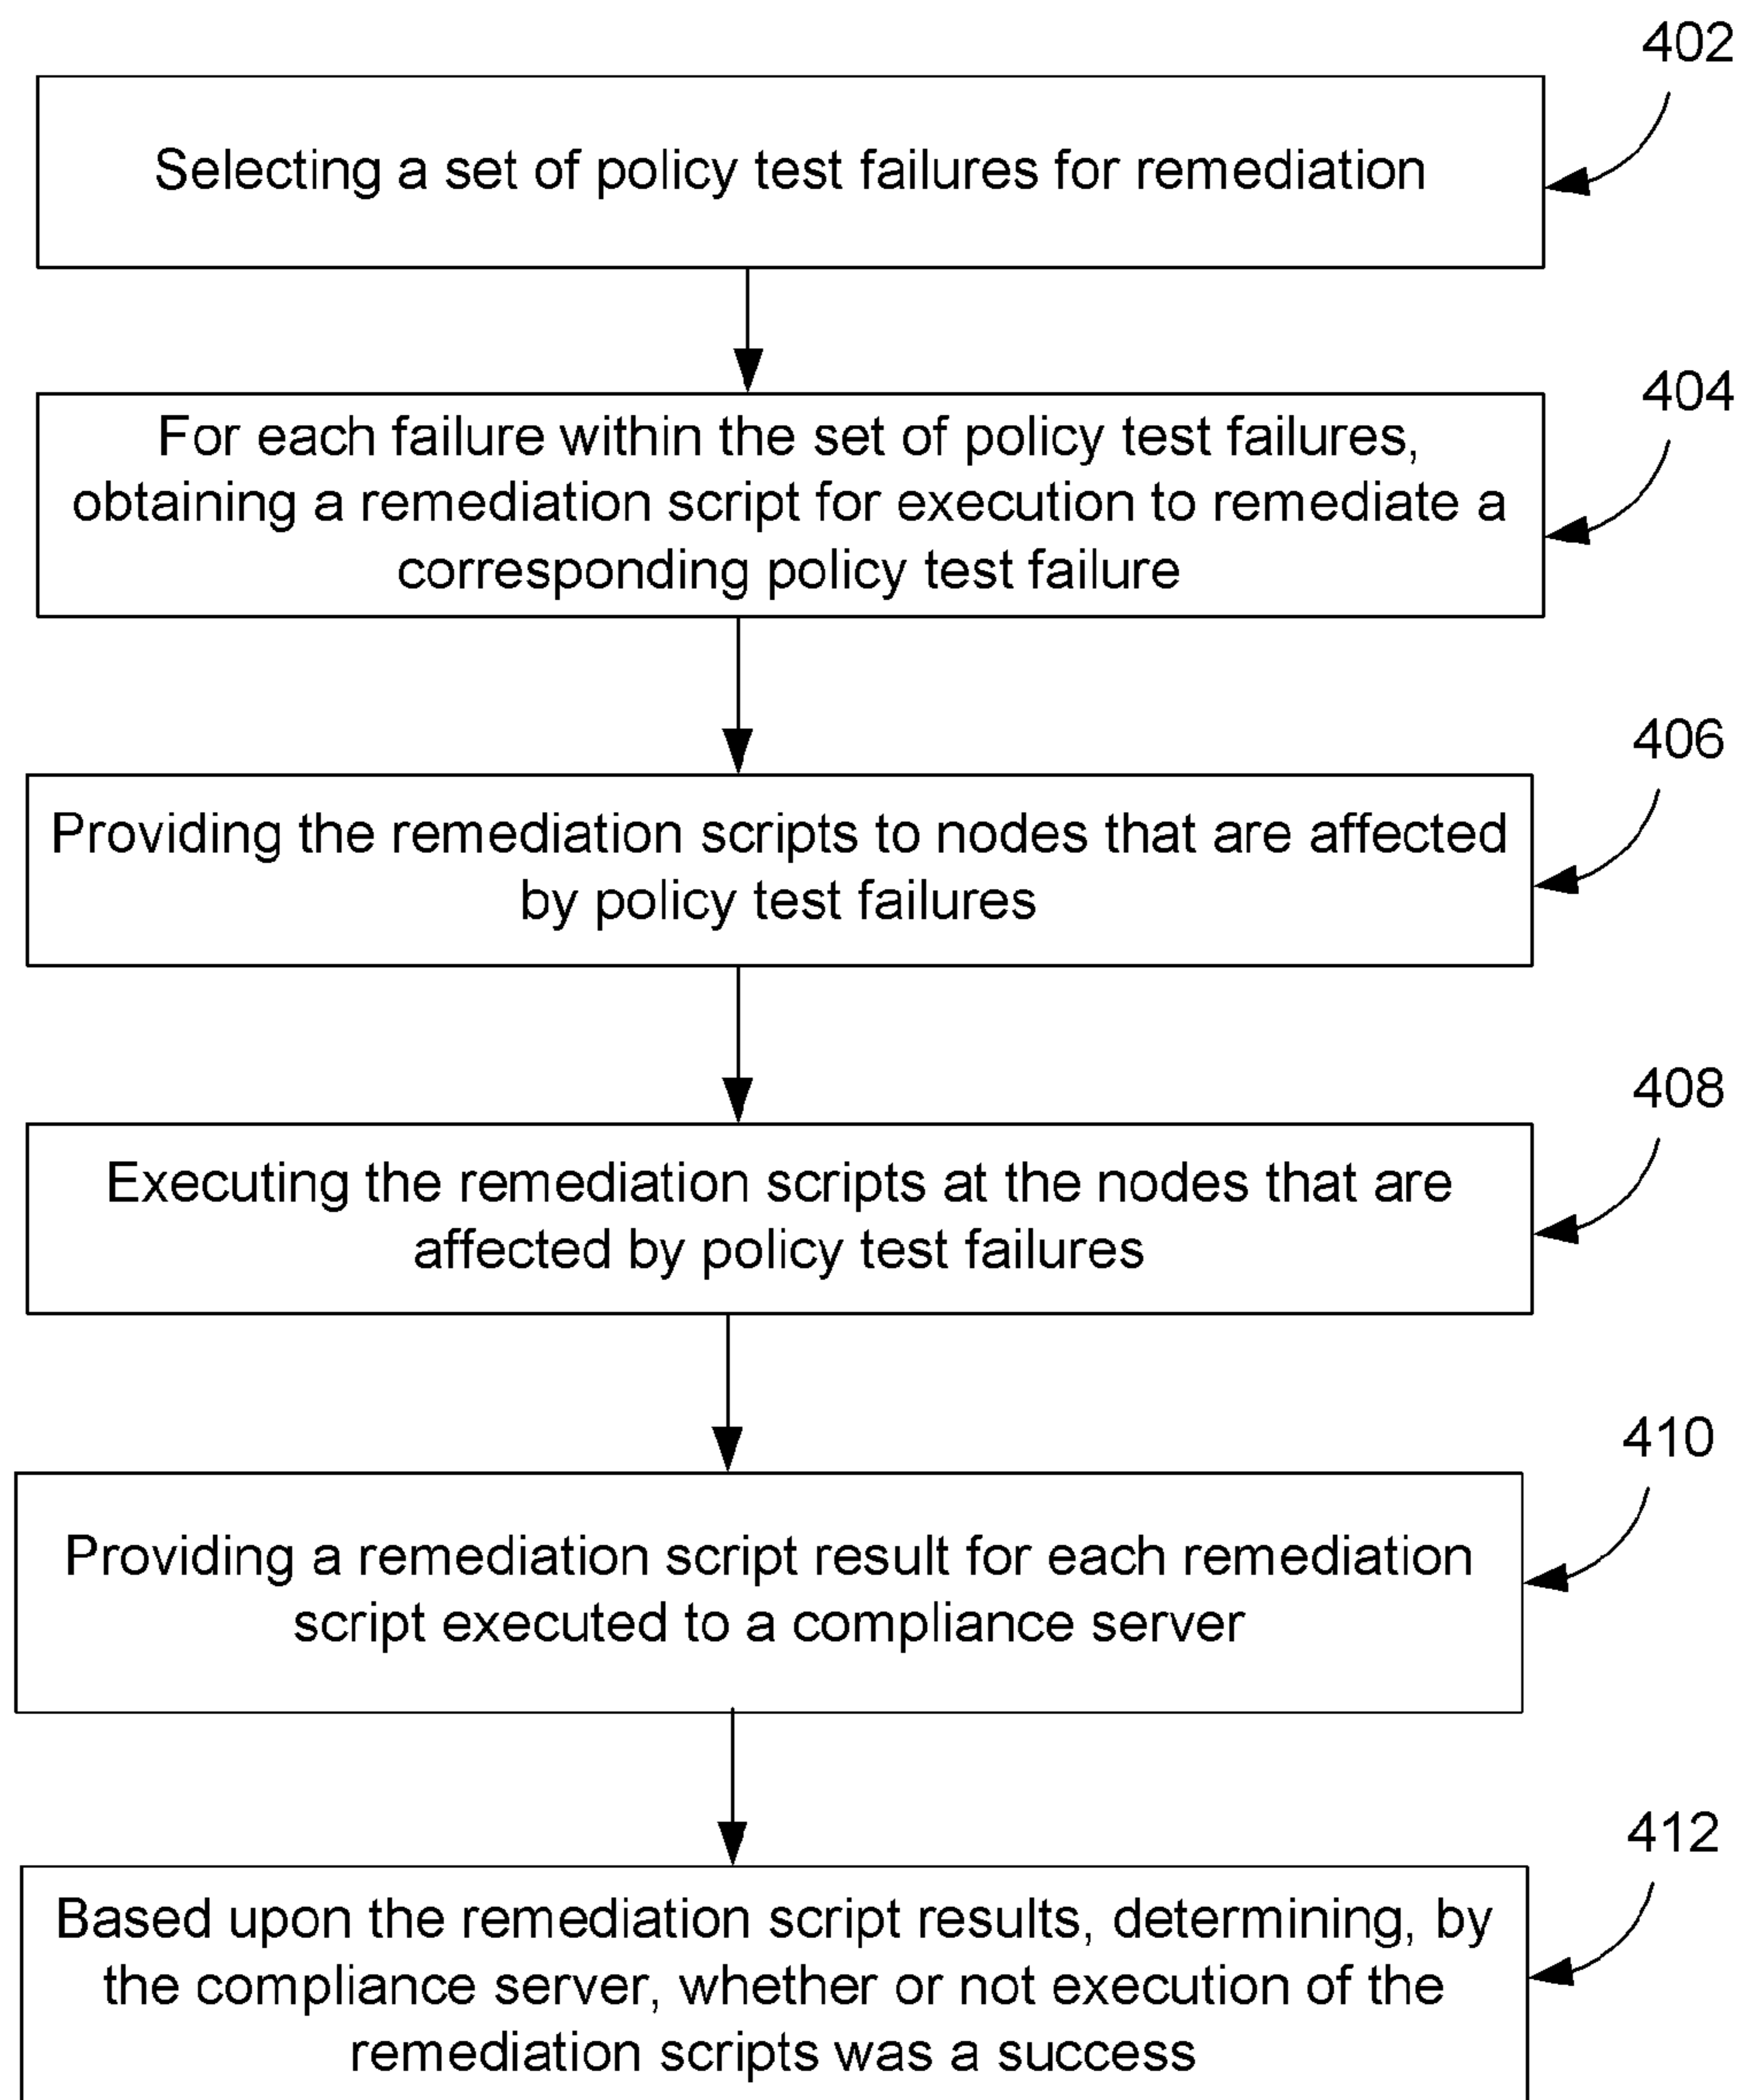 402
Selecting a set of policy test failures for remediation
404
For each failure within the set of policy test failures,
obtaining a remediation script for execution to remediate a
corresponding policy test failure
406
Providing the remediation scripts to nodes that are affected
by policy test failures
408
Executing the remediation scripts at the nodes that are
affected by policy test failures
410
Providing a remediation script result for each remediation
script executed to a compliance server
412
Based upon the remediation script results, determining, by
the compliance server, whether or not execution of the
remediation scripts was a success